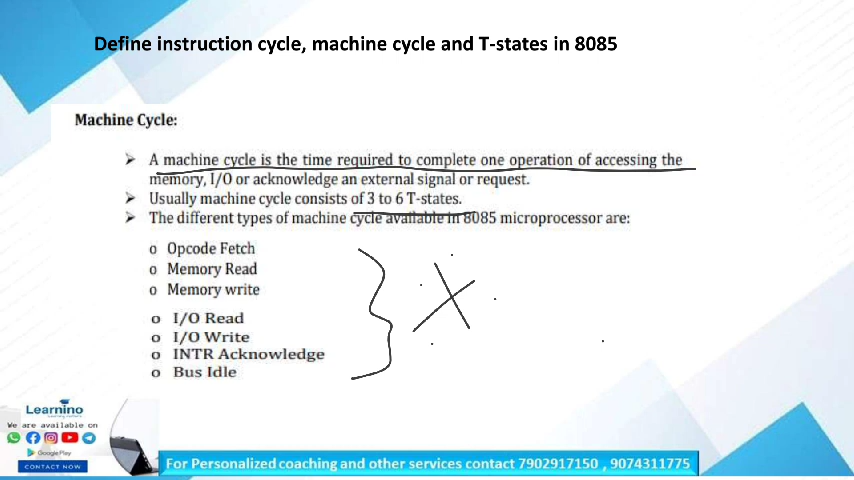 Define instruction cycle, machine cycle and T-states in 8085
Machine Cycle:
➢ A machine cycle is the time required to complete one operation of accessing the
memory, I/O or acknowledge an external signal or request.
➢ Usually machine cycle consists of 3 to 6 T-states.
➢ The different types of machine cycle available in 8085 microprocessor are:
o Opcode Fetch
o Memory Read
o Memory write
o I/O Read
o I/O Write
o INTR Acknowledge
o Bus Idle
Learnino
We are available on
Google Play
CONTACT NOW
For Personalized coaching and other services contact 7902917150 , 9074311775